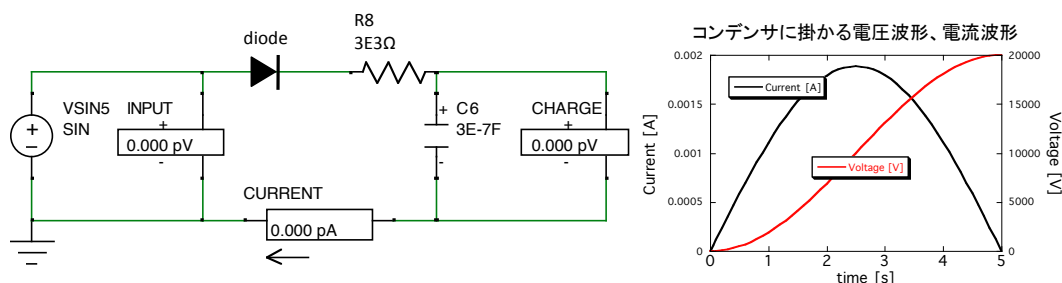 R8
3E3Ω
diode
VSIN5
SIN
INPUT
+
0.000 pV
-
+
C6
3E-7F
-
CHARGE
+
0.000 pV
-
CURRENT
0.000 pA
コンデンサに掛かる電圧波形、電流波形
Current [A]
Voltage [V]
Current [A]
0.002
0.0015
0.001
0.0005
0
Voltage [V]
20000
15000
10000
5000
0
0 1 2 3 4 5
time [s]